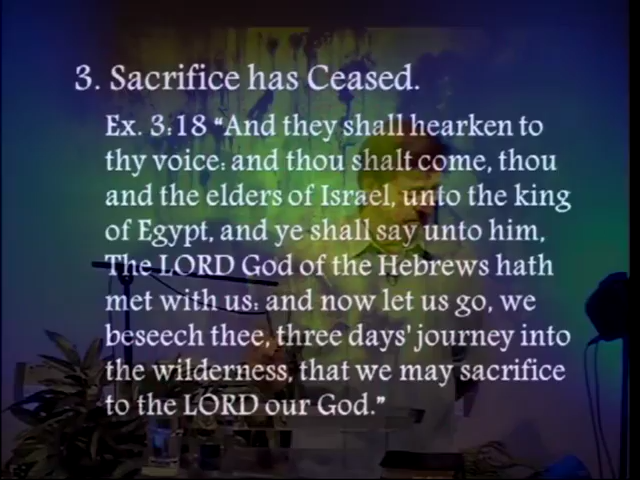 3. Sacrifice has Ceased.
Ex. 3:18 “And they shall hearken to
thy voice: and thou shalt come, thou
and the elders of Israel, unto the king
of Egypt, and ye shall say unto him,
The LORD God of the Hebrews hath
met with us: and now let us go, we
beseech thee, three days' journey into
the wilderness, that we may sacrifice
to the LORD our God.”